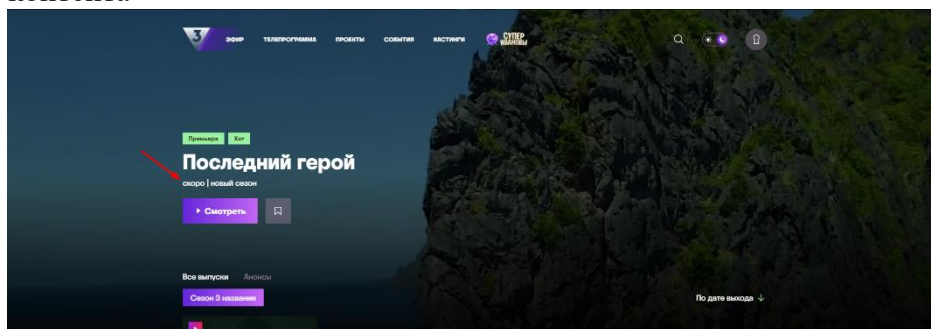 3 ЭФИР ТЕЛЕПРОГРАММА ПРОЕКТЫ СОБЫТИЯ КАСТИНГИ СУПЕР ИВАНОВЫ
Премьера Хит
Последний герой
скоро | новый сезон
Смотреть
Все выпуски Анонсы
Сезон 3 название
По дате выхода